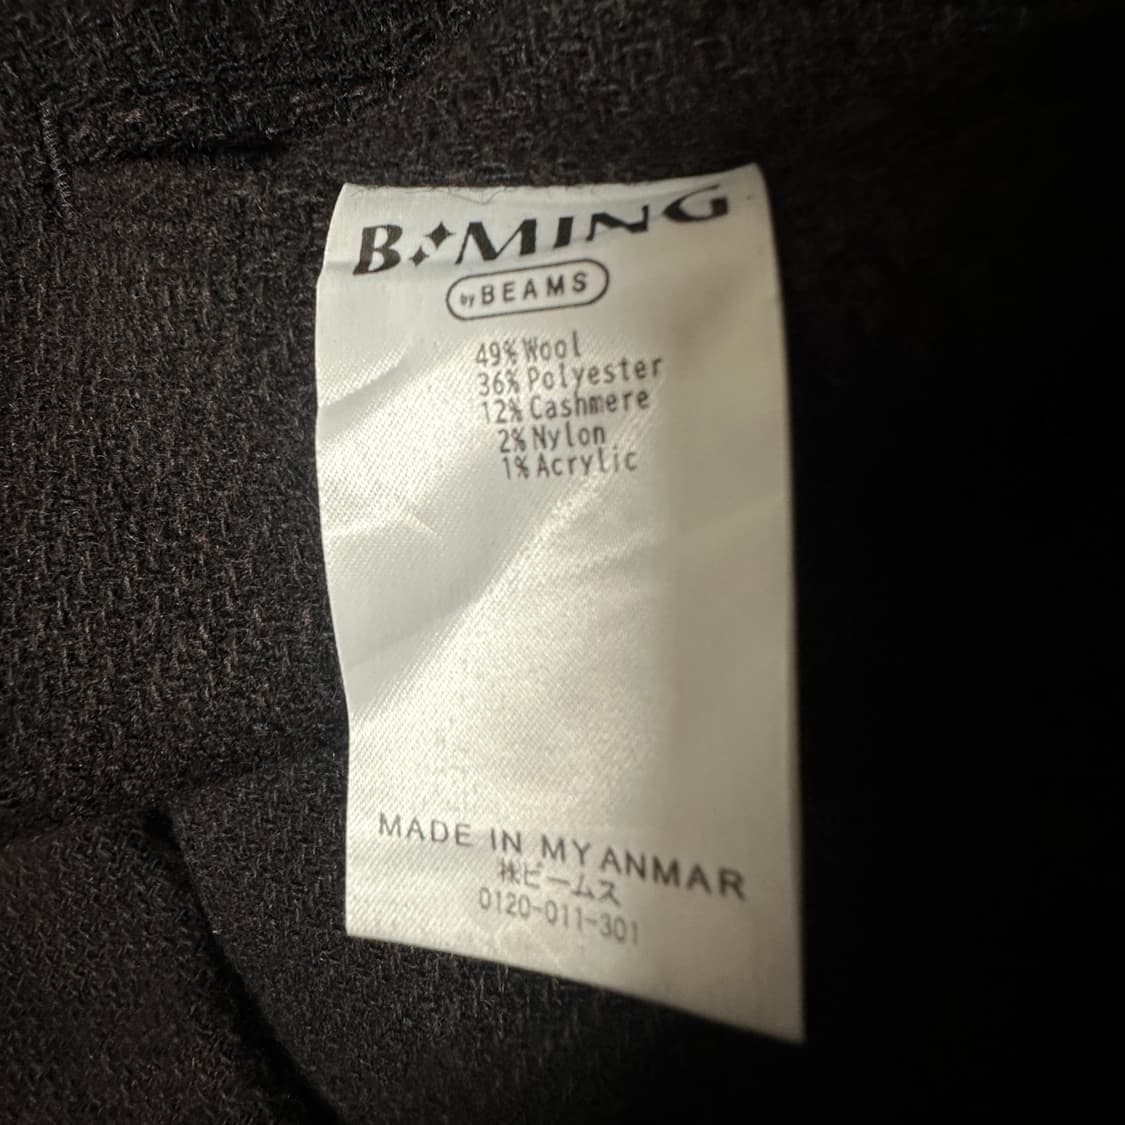 B MING
by BEAMS
49% Wool
36% Polyester
12% Cashmere
2% Nylon
1% Acrylic
MADE IN MYANMAR
㈱ビームス
0120-011-301